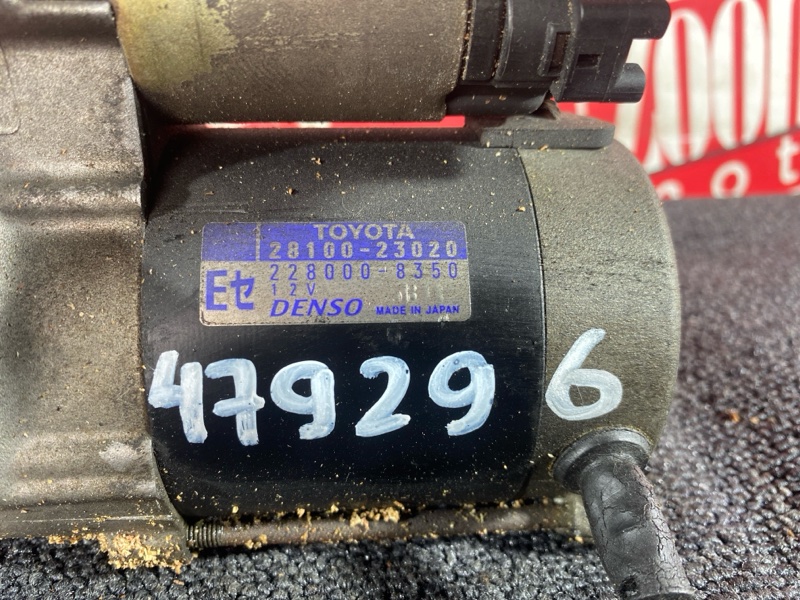 TOYOTA
28100-23020
228000-8350
Eセ
12V
DENSO MADE IN JAPAN
479296